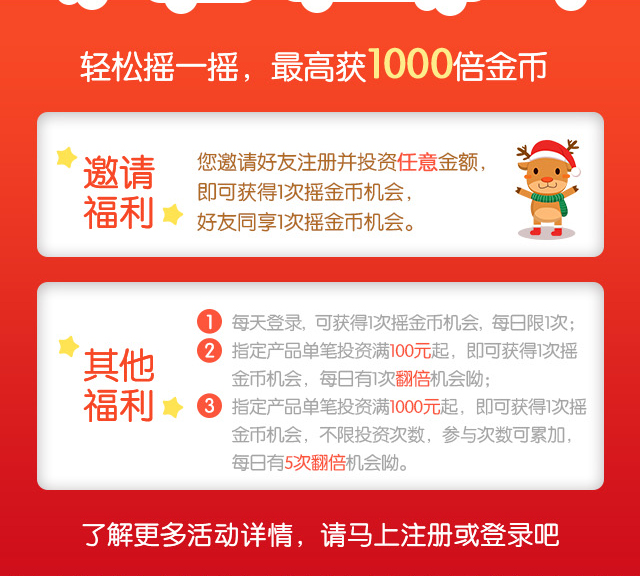 轻松摇一摇，最高获1000倍金币
邀请
福利
您邀请好友注册并投资任意金额，
即可获得1次摇金币机会，
好友同享1次摇金币机会。
其他
福利
1 每天登录，可获得1次摇金币机会，每日限1次；
2 指定产品单笔投资满100元起，即可获得1次摇
金币机会，每日有1次翻倍机会呦；
3 指定产品单笔投资满1000元起，即可获得1次摇
金币机会，不限投资次数，参与次数可累加，
每日有5次翻倍机会呦。
了解更多活动详情，请马上注册或登录吧